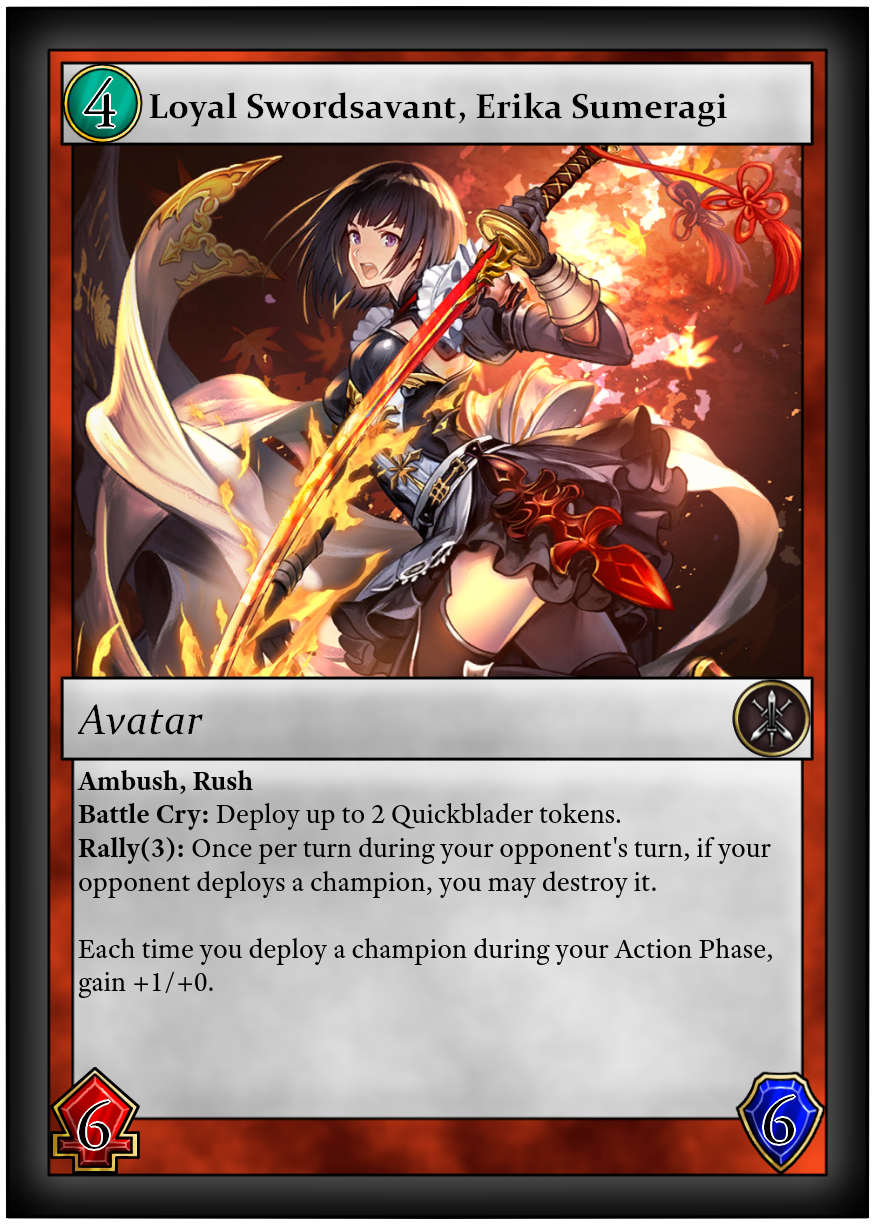 4 Loyal Swordsavant, Erika Sumeragi
Avatar
Ambush, Rush
Battle Cry: Deploy up to 2 Quickblader tokens.
Rally(3): Once per turn during your opponent's turn, if your
opponent deploys a champion, you may destroy it.
Each time you deploy a champion during your Action Phase,
gain +1/+0.
6 6